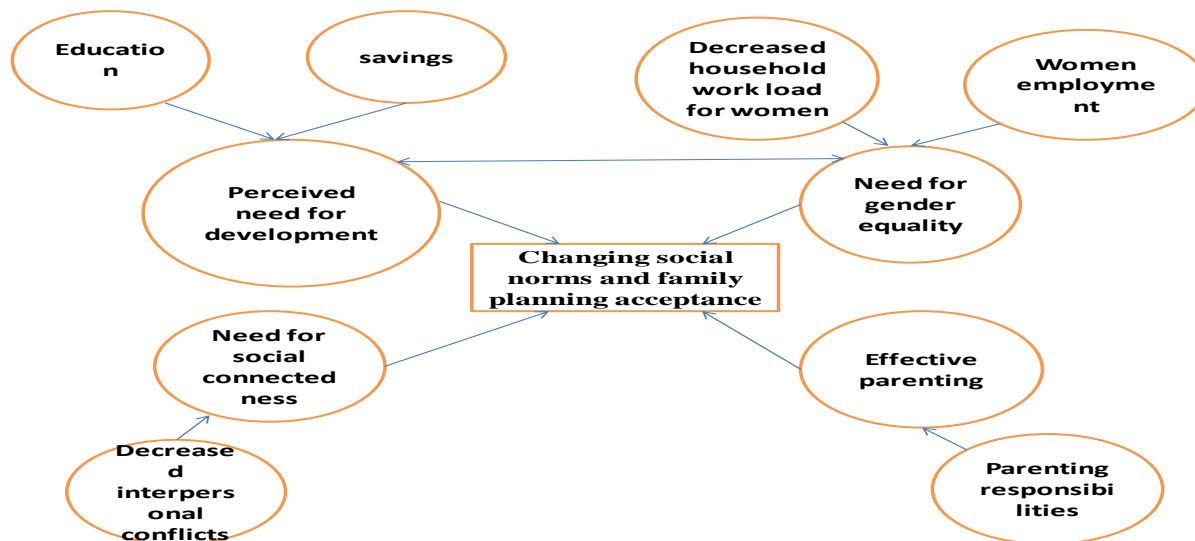 Educatio
n
savings
Decreased
household
work load
for women
Women
employme
nt
Perceived
need for
development
Need for
gender
equality
Changing social
norms and family
planning acceptance
Need for
social
connected
ness
Effective
parenting
Decrease
d
interpers
onal
conflicts
Parenting
responsibi
lities